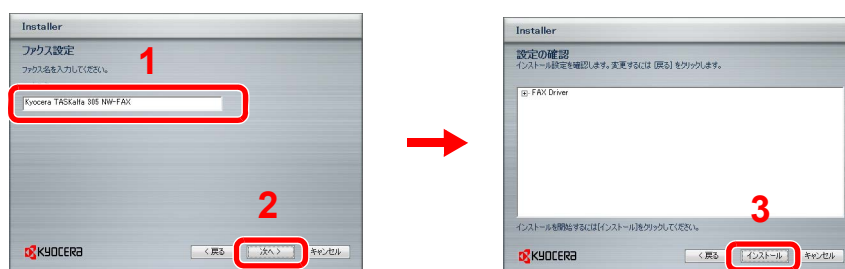 Installer
ファクス設定
1
ファクス名を入力してください。
Kyocera TASKalfa 305 NW-FAX
2
KYOCERA
< 戻る
次へ >
キャンセル
Installer
設定の確認
インストール設定を確認します。変更するには [戻る] をクリックします。
FAX Driver
3
インストールを開始するには[インストール]をクリックしてください。
KYOCERA
< 戻る
インストール
キャンセル